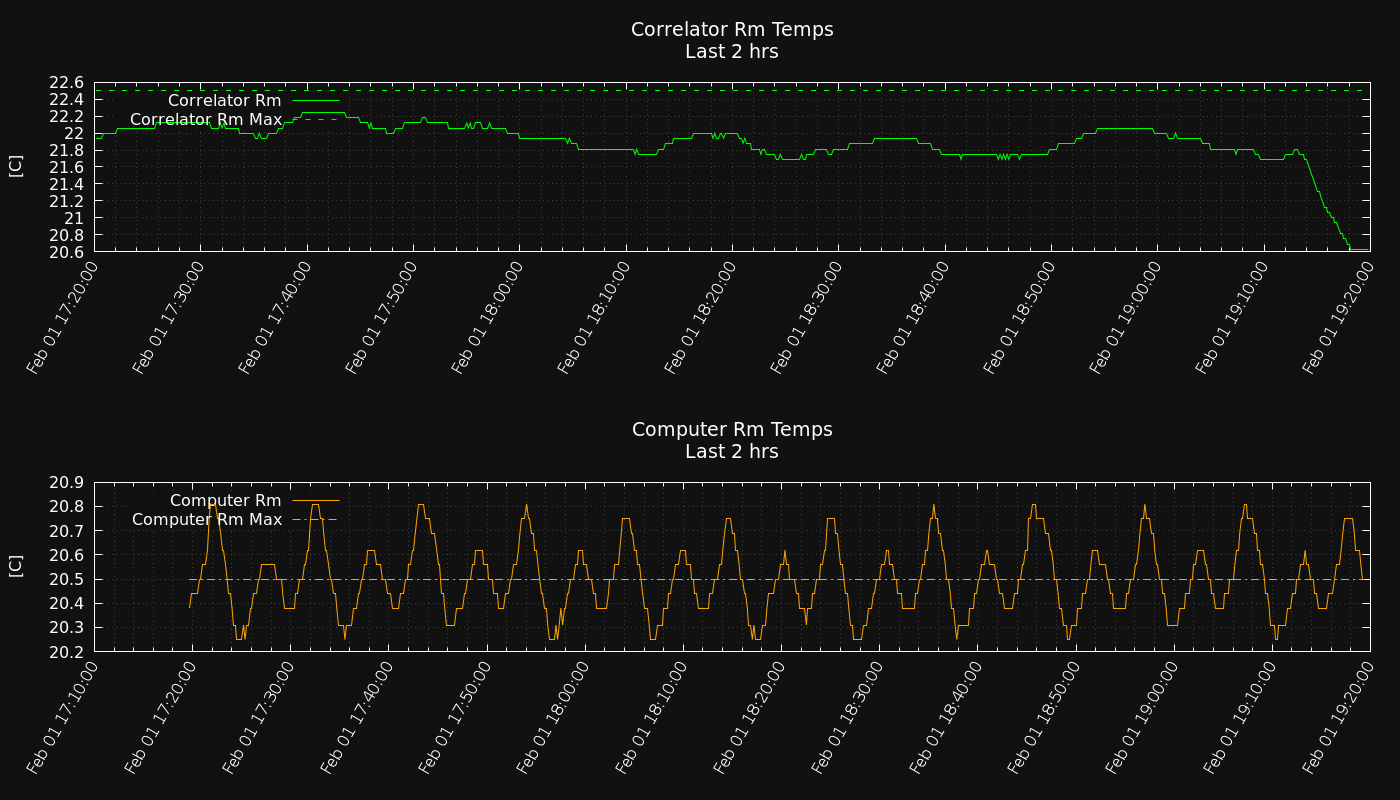 Correlator Rm Temps
Last 2 hrs
22.6
22.4
22.2
22
21.8
21.6
21.4
21.2
21
20.8
20.6
[C]
Correlator Rm
Correlator Rm Max
Feb 01 17:20:00
Feb 01 17:30:00
Feb 01 17:40:00
Feb 01 17:50:00
Feb 01 18:00:00
Feb 01 18:10:00
Feb 01 18:20:00
Feb 01 18:30:00
Feb 01 18:40:00
Feb 01 18:50:00
Feb 01 19:00:00
Feb 01 19:10:00
Feb 01 19:20:00
Computer Rm Temps
Last 2 hrs
20.9
20.8
20.7
20.6
20.5
20.4
20.3
20.2
[C]
Computer Rm
Computer Rm Max
Feb 01 17:10:00
Feb 01 17:20:00
Feb 01 17:30:00
Feb 01 17:40:00
Feb 01 17:50:00
Feb 01 18:00:00
Feb 01 18:10:00
Feb 01 18:20:00
Feb 01 18:30:00
Feb 01 18:40:00
Feb 01 18:50:00
Feb 01 19:00:00
Feb 01 19:10:00
Feb 01 19:20:00